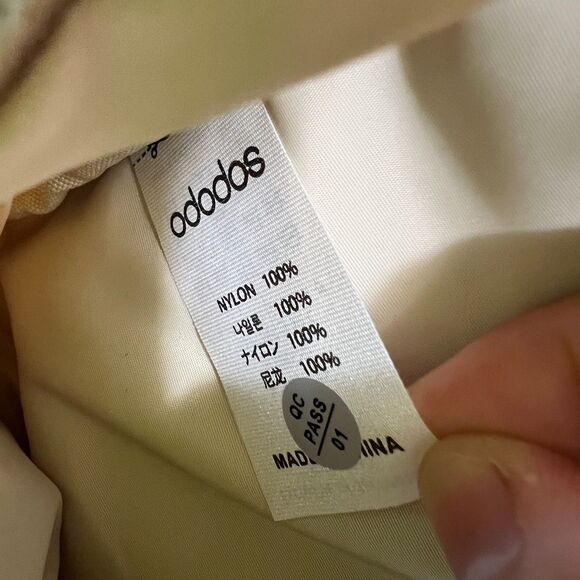 ododos
NYLON 100%
나일론 100%
ナイロン 100%
尼龙 100%
QC
PASS
01
MADE CHINA